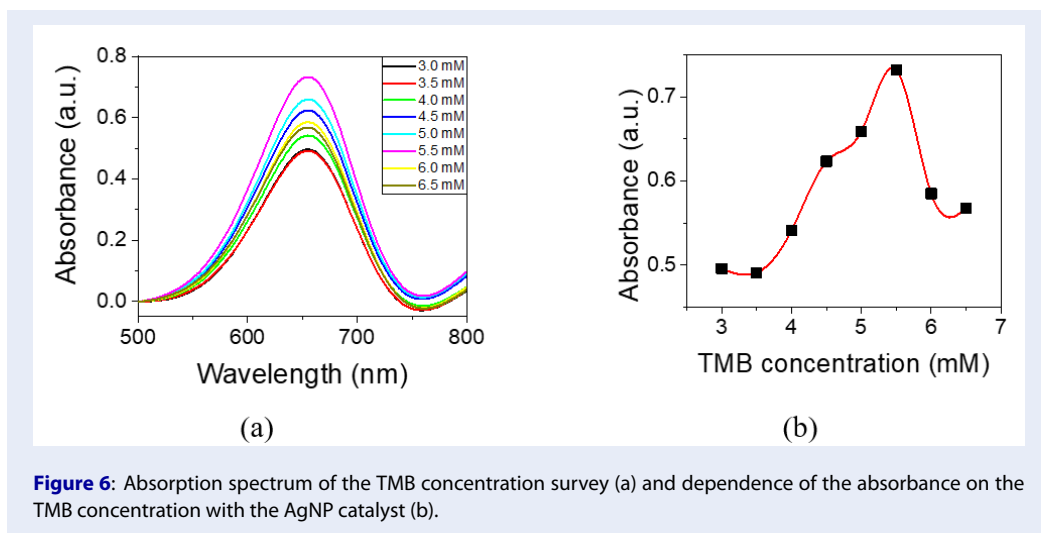 0.8
0.6
0.4
0.2
0.0
Absorbance (a.u.)
3.0 mM
3.5 mM
4.0 mM
4.5 mM
5.0 mM
5.5 mM
6.0 mM
6.5 mM
500
600
700
800
Wavelength (nm)
(a)
0.7
0.6
0.5
Absorbance (a.u.)
3
4
5
6
7
TMB concentration (mM)
(b)
Figure 6: Absorption spectrum of the TMB concentration survey (a) and dependence of the absorbance on the
TMB concentration with the AgNP catalyst (b).